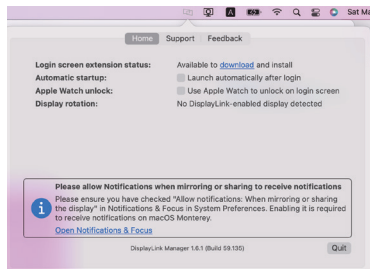 Sat Ma
Home Support Feedback
Login screen extension status: Available to download and install
Automatic startup: Launch automatically after login
Apple Watch unlock: Use Apple Watch to unlock on login screen
Display rotation: No DisplayLink-enabled display detected
Please allow Notifications when mirroring or sharing to receive notifications
Please ensure you have checked "Allow notifications: When mirroring or sharing
the display" in Notifications & Focus in System Preferences. Enabling it is required
to receive notifications on macOS Monterey.
Open Notifications & Focus
DisplayLink Manager 1.6.1 (Build 59.135) Quit